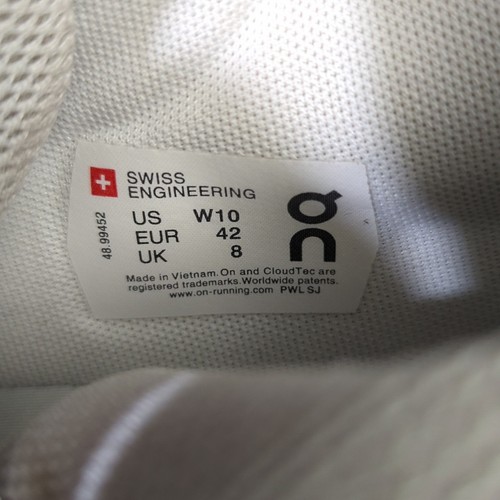 SWISS
ENGINEERING
US W10
EUR 42
UK 8
48.99452
Made in Vietnam.On and CloudTec are
registered trademarks.Worldwide patents.
www.on-running.com PWL SJ